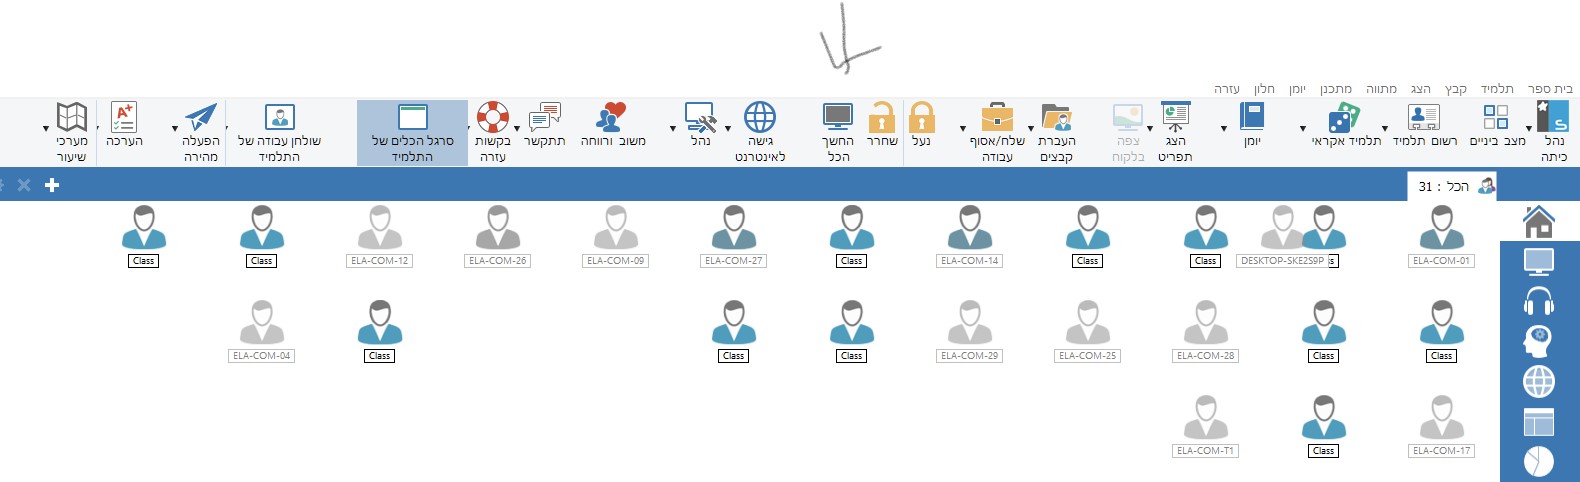 בית ספר תלמיד קבץ הצג מתווה מתכנן יומן חלון עזרה
נהל כיתה
מצב ביניים
רשום תלמיד
תלמיד אקראי
יומן
הצג תפריט
צפה בלקוח
העברת קבצים
שלח/אסוף עבודה
נעל
שחרר
החשך הכל
גישה לאינטרנט
נהל
משוב ורווחה
תתקשר
בקשות עזרה
סרגל הכלים של התלמיד
שולחן עבודה של התלמיד
הפעלה מהירה
הערכה
מערכי שיעור
הכל : 31
ELA-COM-01
DESKTOP-SKE2S9P
Class
Class
ELA-COM-14
Class
ELA-COM-27
ELA-COM-09
ELA-COM-26
ELA-COM-12
Class
Class
Class
Class
ELA-COM-28
ELA-COM-25
ELA-COM-29
Class
Class
Class
ELA-COM-04
ELA-COM-17
Class
ELA-COM-T1